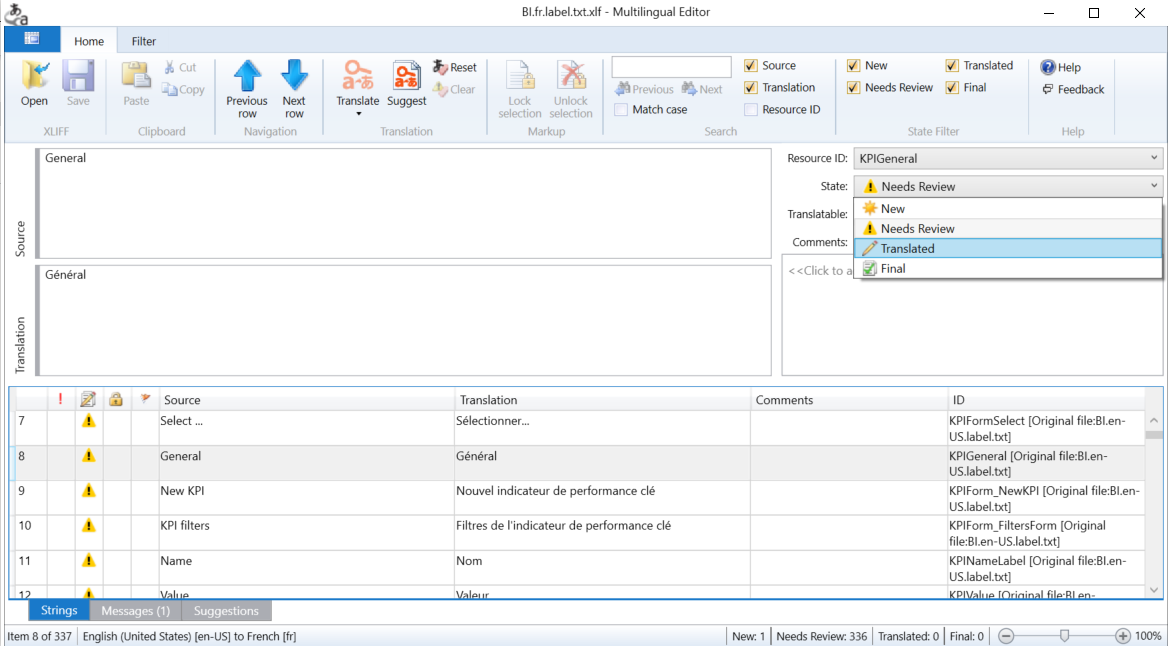 BI.fr.label.txt.xlf - Multilingual Editor
Home Filter
Open Save Paste Cut Copy Previous row Next row Translate Suggest Reset Clear Lock selection Unlock selection Previous Next Match case Source Translation Resource ID New Needs Review Translated Final Help Feedback
XLIFF Clipboard Navigation Translation Markup Search State Filter Help
Source
General
Translation
Général
Resource ID: KPIGeneral
State: Needs Review
New
Needs Review
Translated
Final
Translatable:
Comments:
<<Click to a
Source Translation Comments ID
7 Select ... Sélectionner... KPIFormSelect [Original file:BI.en-
US.label.txt]
8 General Général KPIGeneral [Original file:BI.en-
US.label.txt]
9 New KPI Nouvel indicateur de performance clé KPIForm_NewKPI [Original file:BI.en-
US.label.txt]
10 KPI filters Filtres de l'indicateur de performance clé KPIForm_FiltersForm [Original
file:BI.en-US.label.txt]
11 Name Nom KPINameLabel [Original file:BI.en-
US.label.txt]
12 Value Valeur KPIValue [Original file:BI.en-
Strings Messages (1) Suggestions
Item 8 of 337 English (United States) [en-US] to French [fr] New: 1 Needs Review: 336 Translated: 0 Final: 0 100%